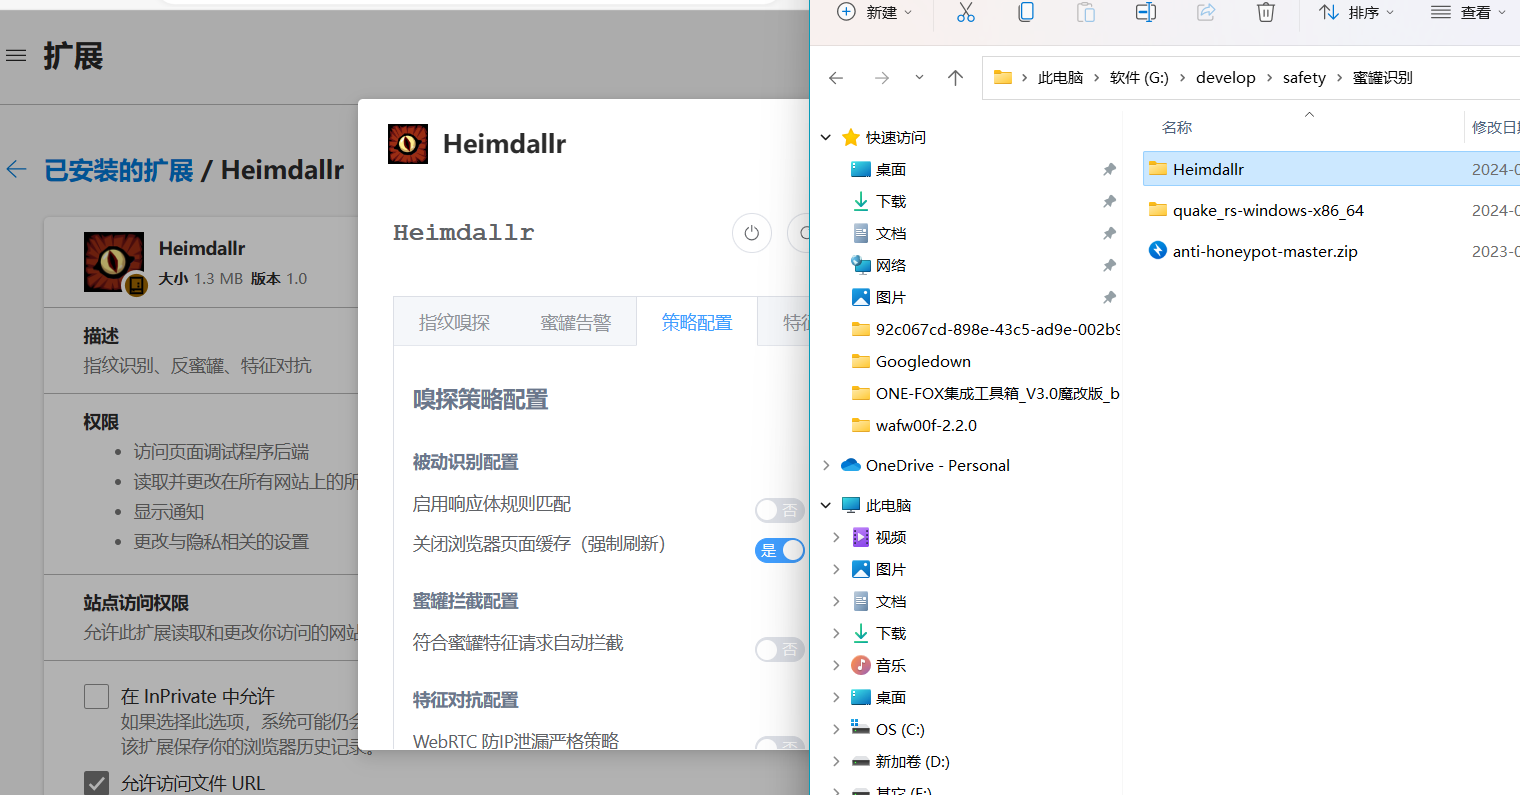 扩展
已安装的扩展 / Heimdallr
Heimdallr
大小 1.3 MB 版本 1.0
描述
指纹识别、反蜜罐、特征对抗
权限
访问页面调试程序后端
读取并更改在所有网站上的所
显示通知
更改与隐私相关的设置
站点访问权限
允许此扩展读取和更改你访问的网站
在 InPrivate 中允许
如果选择此选项，系统可能仍会
该扩展保存你的浏览器历史记录。
允许访问文件 URL
Heimdallr
Heimdallr
指纹嗅探
蜜罐告警
策略配置
特征
嗅探策略配置
被动识别配置
启用响应体规则匹配
否
关闭浏览器页面缓存（强制刷新）
是
蜜罐拦截配置
符合蜜罐特征请求自动拦截
否
特征对抗配置
WebRTC 防IP泄漏严格策略
否
新建
排序
查看
此电脑
软件 (G:)
develop
safety
蜜罐识别
快速访问
桌面
下载
文档
网络
图片
92c067cd-898e-43c5-ad9e-002b9
Googledown
ONE-FOX集成工具箱_V3.0魔改版_b
wafw00f-2.2.0
OneDrive - Personal
此电脑
视频
图片
文档
下载
音乐
桌面
OS (C:)
新加卷 (D:)
其它 (E:)
名称
修改日期
Heimdallr
2024-0
quake_rs-windows-x86_64
2024-0
anti-honeypot-master.zip
2023-0